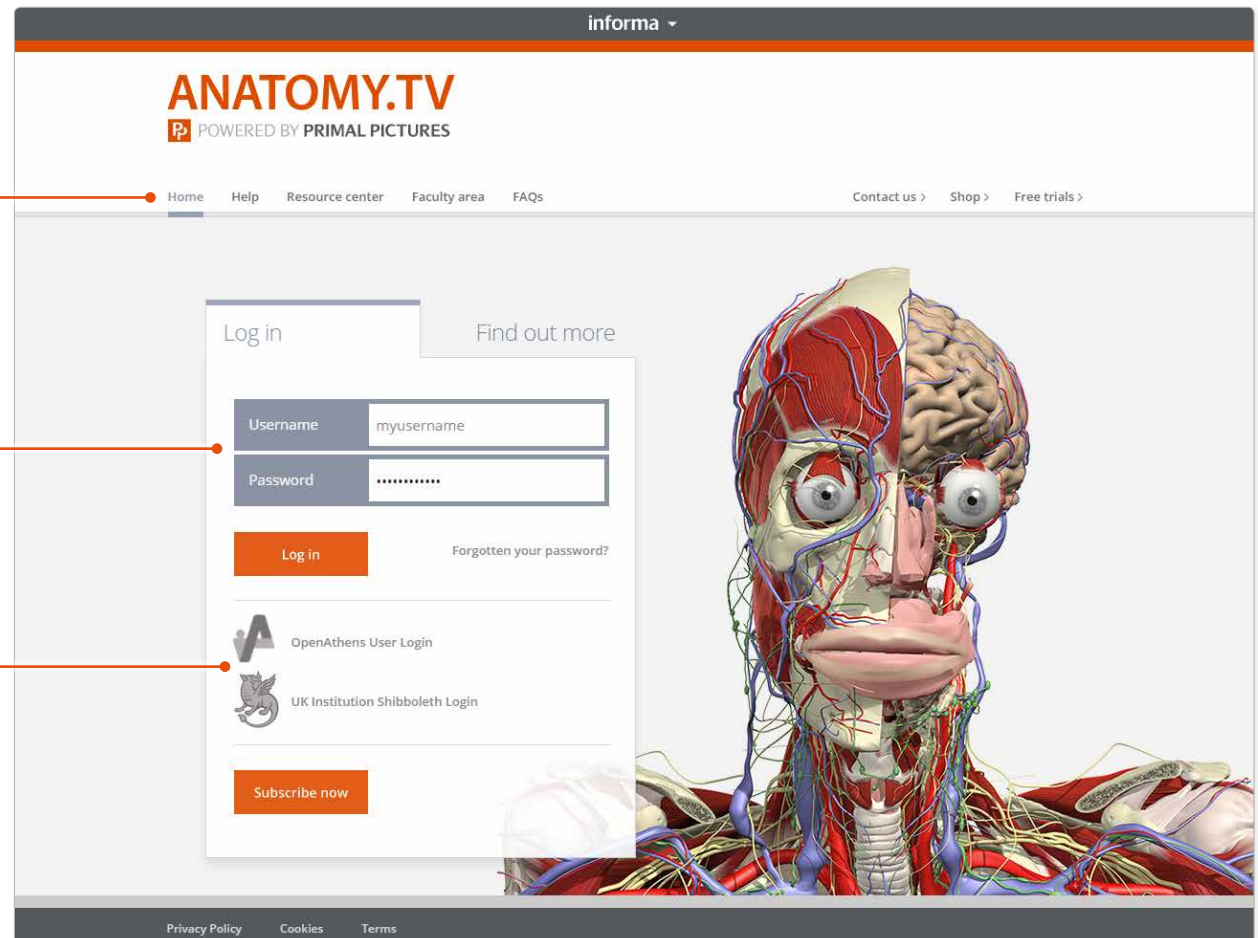 informa
ANATOMY.TV
PP POWERED BY PRIMAL PICTURES
Home Help Resource center Faculty area FAQs Contact us > Shop > Free trials >
Log in Find out more
Username myusername
Password ••••••••••••
Log in Forgotten your password?
OpenAthens User Login
UK Institution Shibboleth Login
Subscribe now
Privacy Policy Cookies Terms